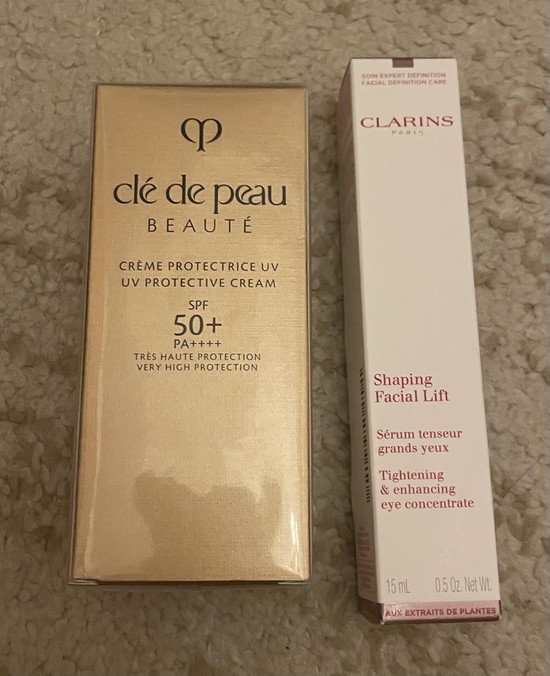 clé de peau
BEAUTÉ
CRÈME PROTECTRICE UV
UV PROTECTIVE CREAM
SPF
50+
PA++++
TRÈS HAUTE PROTECTION
VERY HIGH PROTECTION
SOIN EXPERT DÉFINITION
FACIAL DEFINITION CARE
CLARINS
PARIS
Shaping
Facial Lift
Sérum tenseur
grands yeux
Tightening
& enhancing
eye concentrate
15 mL 0.5 Oz. Net Wt.
AUX EXTRAITS DE PLANTES